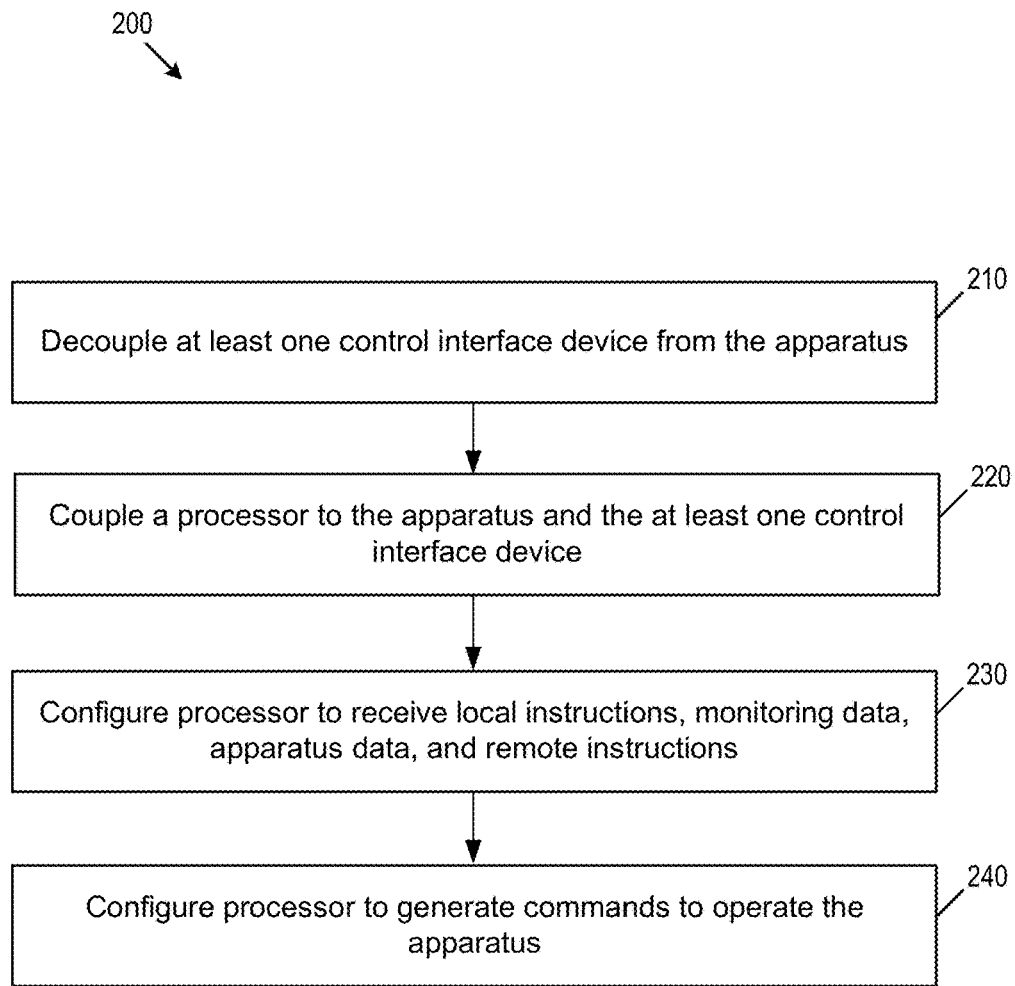 200
210
Decouple at least one control interface device from the apparatus
220
Couple a processor to the apparatus and the at least one control
interface device
230
Configure processor to receive local instructions, monitoring data,
apparatus data, and remote instructions
240
Configure processor to generate commands to operate the
apparatus